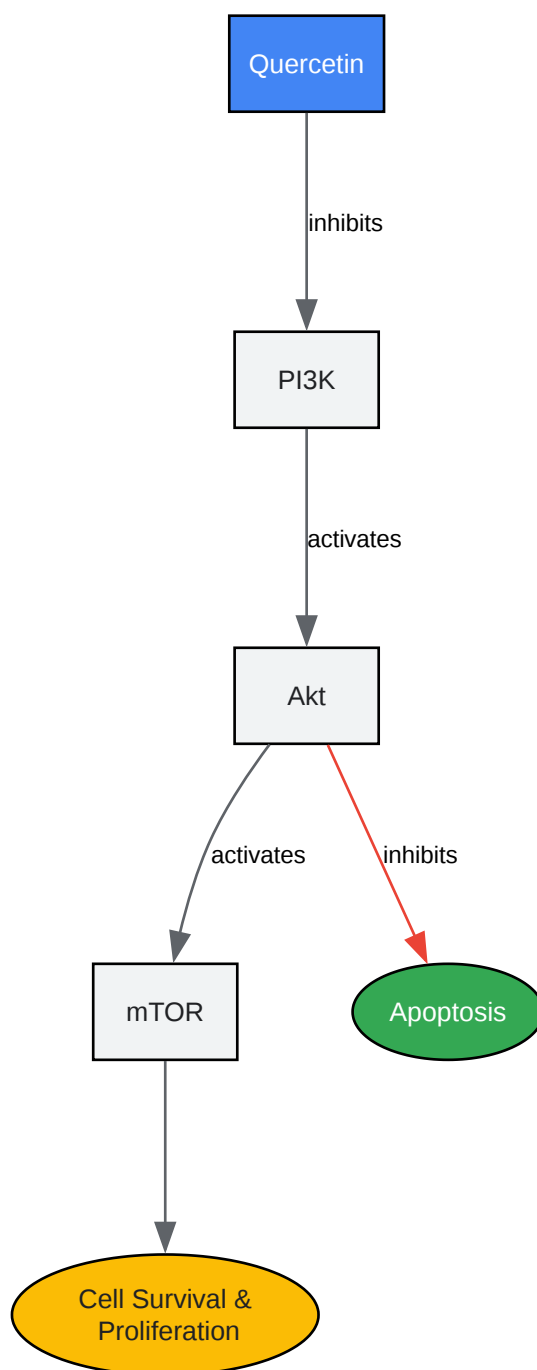 Quercetin
inhibits
PI3K
activates
Akt
activates
inhibits
mTOR
Apoptosis
Cell Survival &
Proliferation